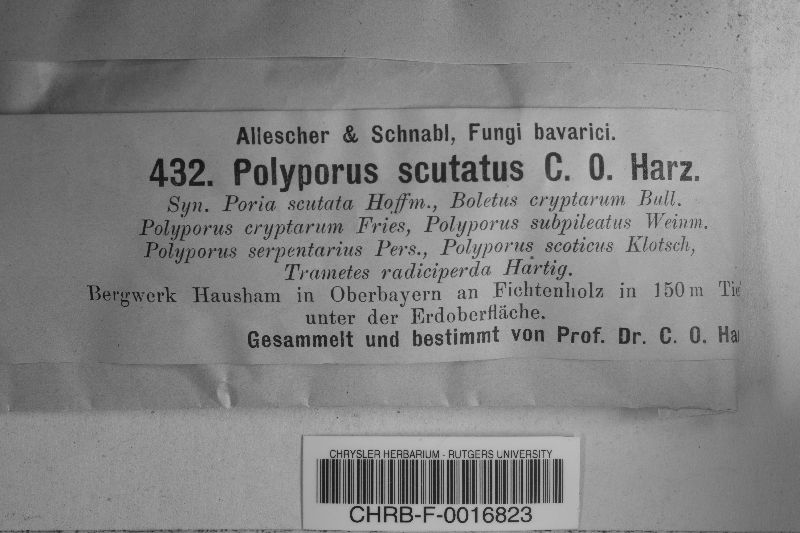 Allescher & Schnabl, Fungi bavarici.
432. Polyporus scutatus C. O. Harz.
Syn. Poria scutata Hoffm., Boletus cryptarum Bull.
Polyporus cryptarum Fries, Polyporus subpileatus Weinm.
Polyporus serpentarius Pers., Polyporus scoticus Klotsch,
Trametes radiciperda Hartig.
Bergwerk Hausham in Oberbayern an Fichtenholz in 150 m
unter der Erdoberfläche.
Gesammelt und bestimmt von Prof. Dr. C. O.
CHRYSLER HERBARIUM - RUTGERS UNIVERSITY
CHRB-F-0016823